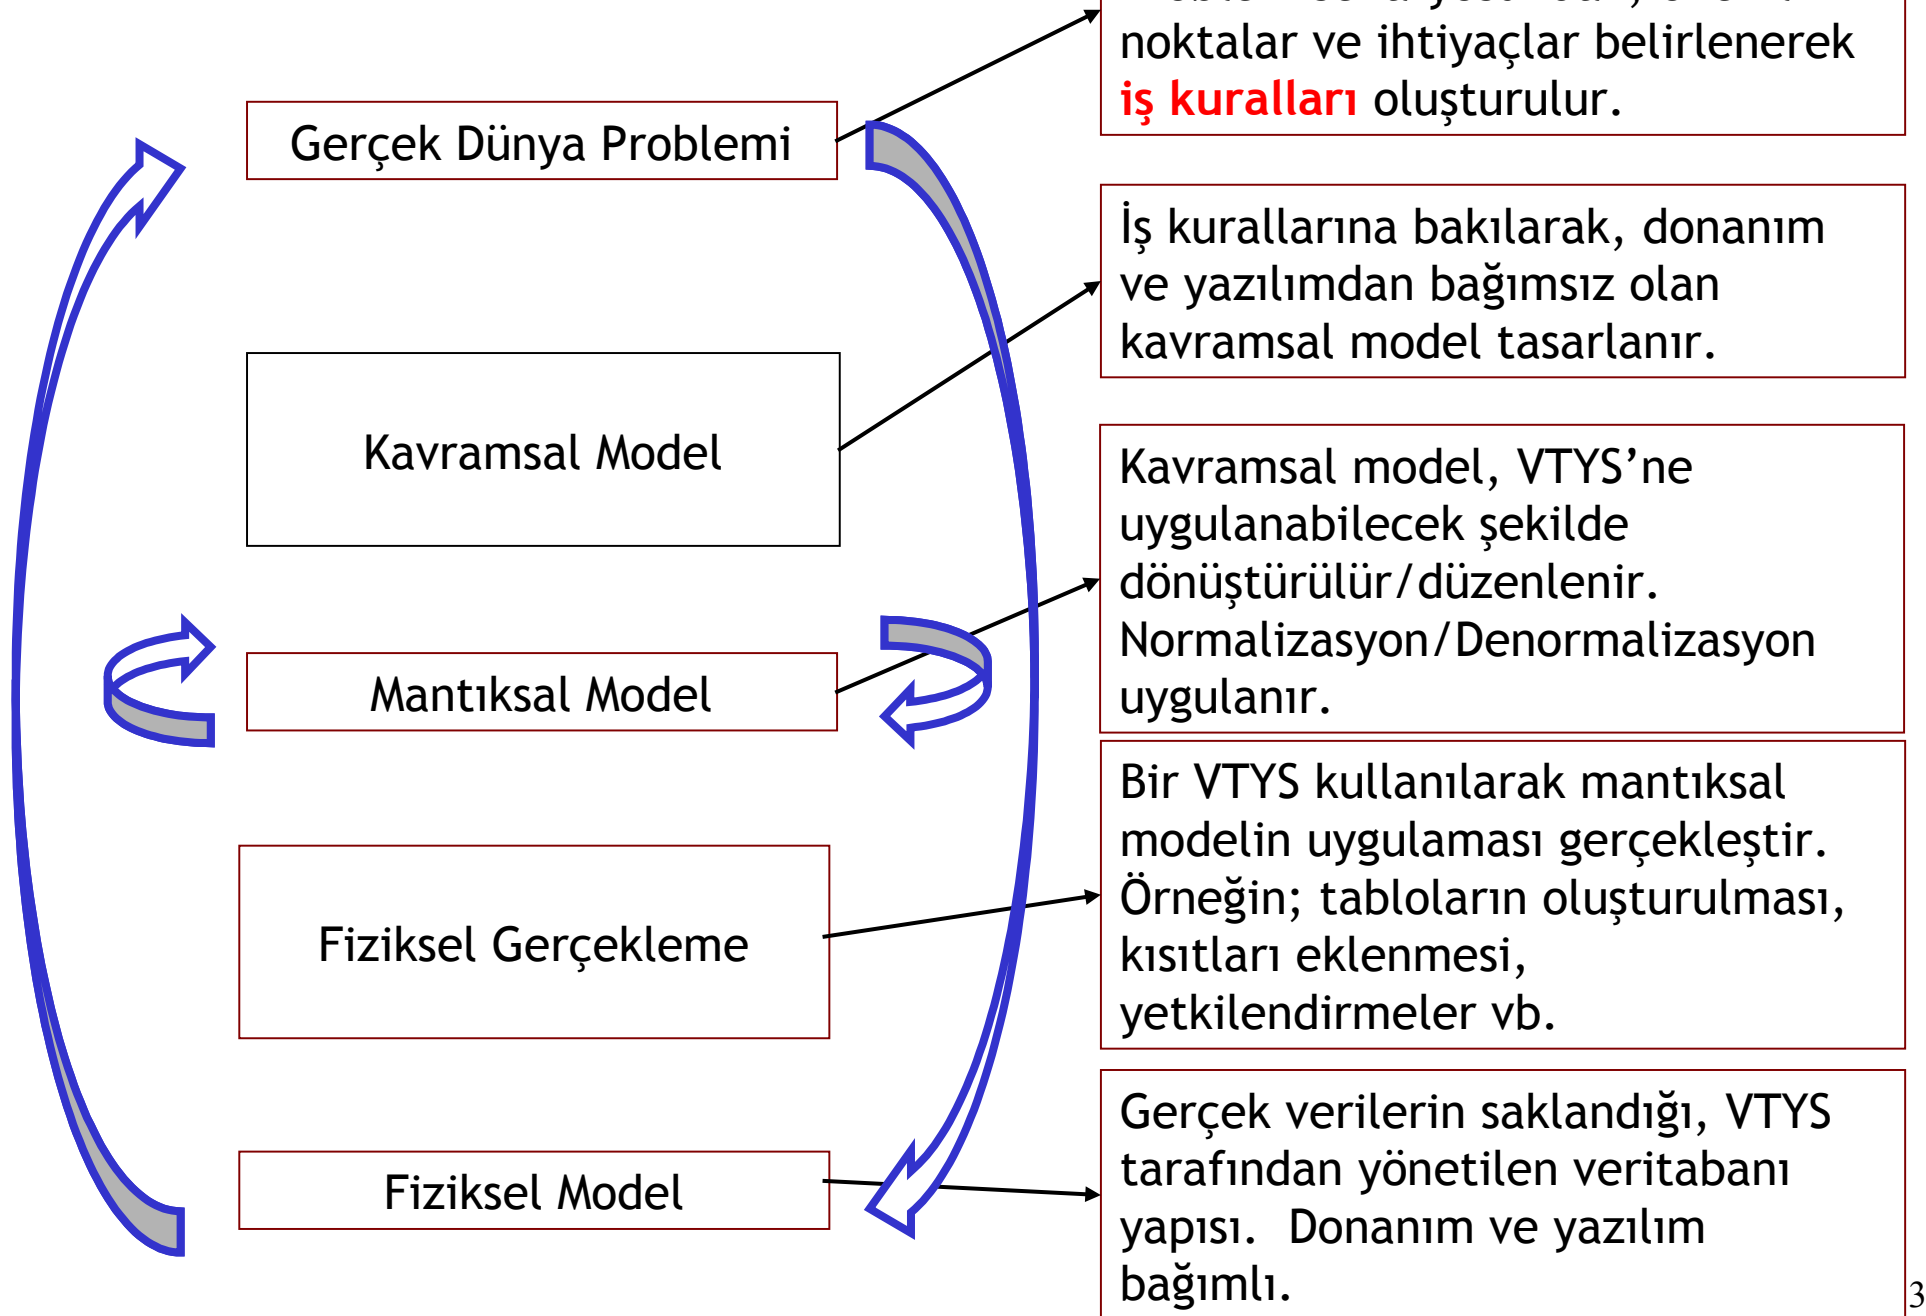 noktalar ve ihtiyaçlar belirlenerek
iş kuralları oluşturulur.
Gerçek Dünya Problemi
İş kurallarına bakılarak, donanım
ve yazılımdan bağımsız olan
kavramsal model tasarlanır.
Kavramsal Model
Kavramsal model, VTYS’ne
uygulanabilecek şekilde
dönüştürülür/düzenlenir.
Normalizasyon/Denormalizasyon
uygulanır.
Mantıksal Model
Bir VTYS kullanılarak mantıksal
modelin uygulaması gerçekleştir.
Örneğin; tabloların oluşturulması,
kısıtları eklenmesi,
yetkilendirmeler vb.
Fiziksel Gerçekleme
Gerçek verilerin saklandığı, VTYS
tarafından yönetilen veritabanı
yapısı.  Donanım ve yazılım
bağımlı.
Fiziksel Model
3